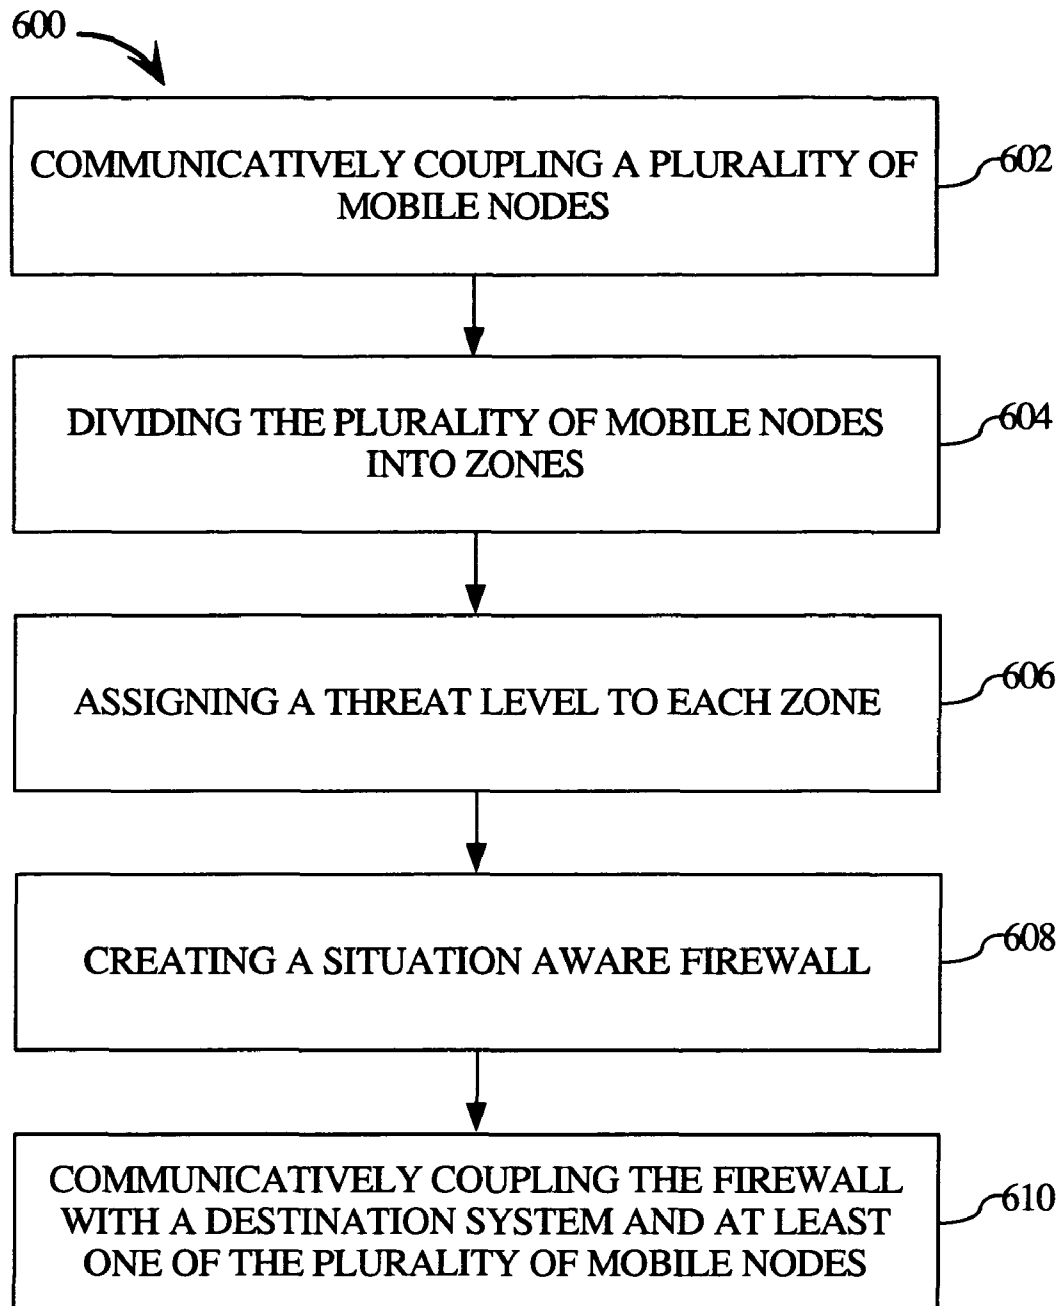 600
COMMUNICATIVELY COUPLING A PLURALITY OF
MOBILE NODES
602
DIVIDING THE PLURALITY OF MOBILE NODES
INTO ZONES
604
ASSIGNING A THREAT LEVEL TO EACH ZONE
606
CREATING A SITUATION AWARE FIREWALL
608
COMMUNICATIVELY COUPLING THE FIREWALL
WITH A DESTINATION SYSTEM AND AT LEAST
ONE OF THE PLURALITY OF MOBILE NODES
610